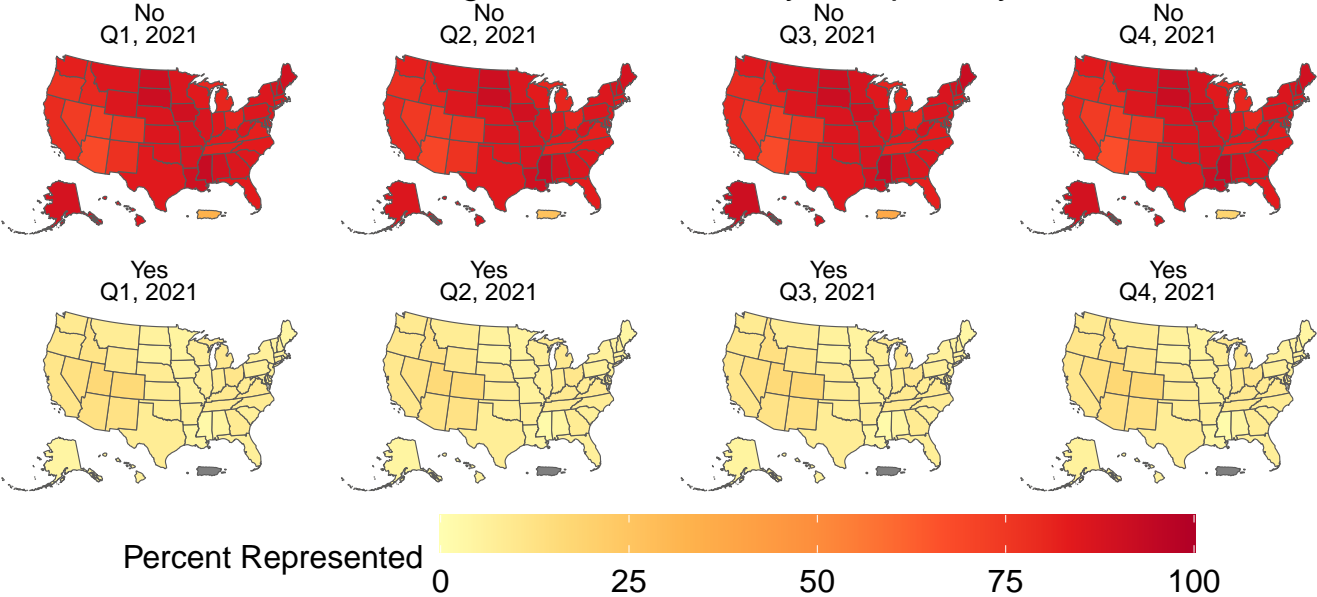 No
Q1, 2021
No
Q2, 2021
No
Q3, 2021
No
Q4, 2021
Yes
Q1, 2021
Yes
Q2, 2021
Yes
Q3, 2021
Yes
Q4, 2021
Percent Represented
0 25 50 75 100